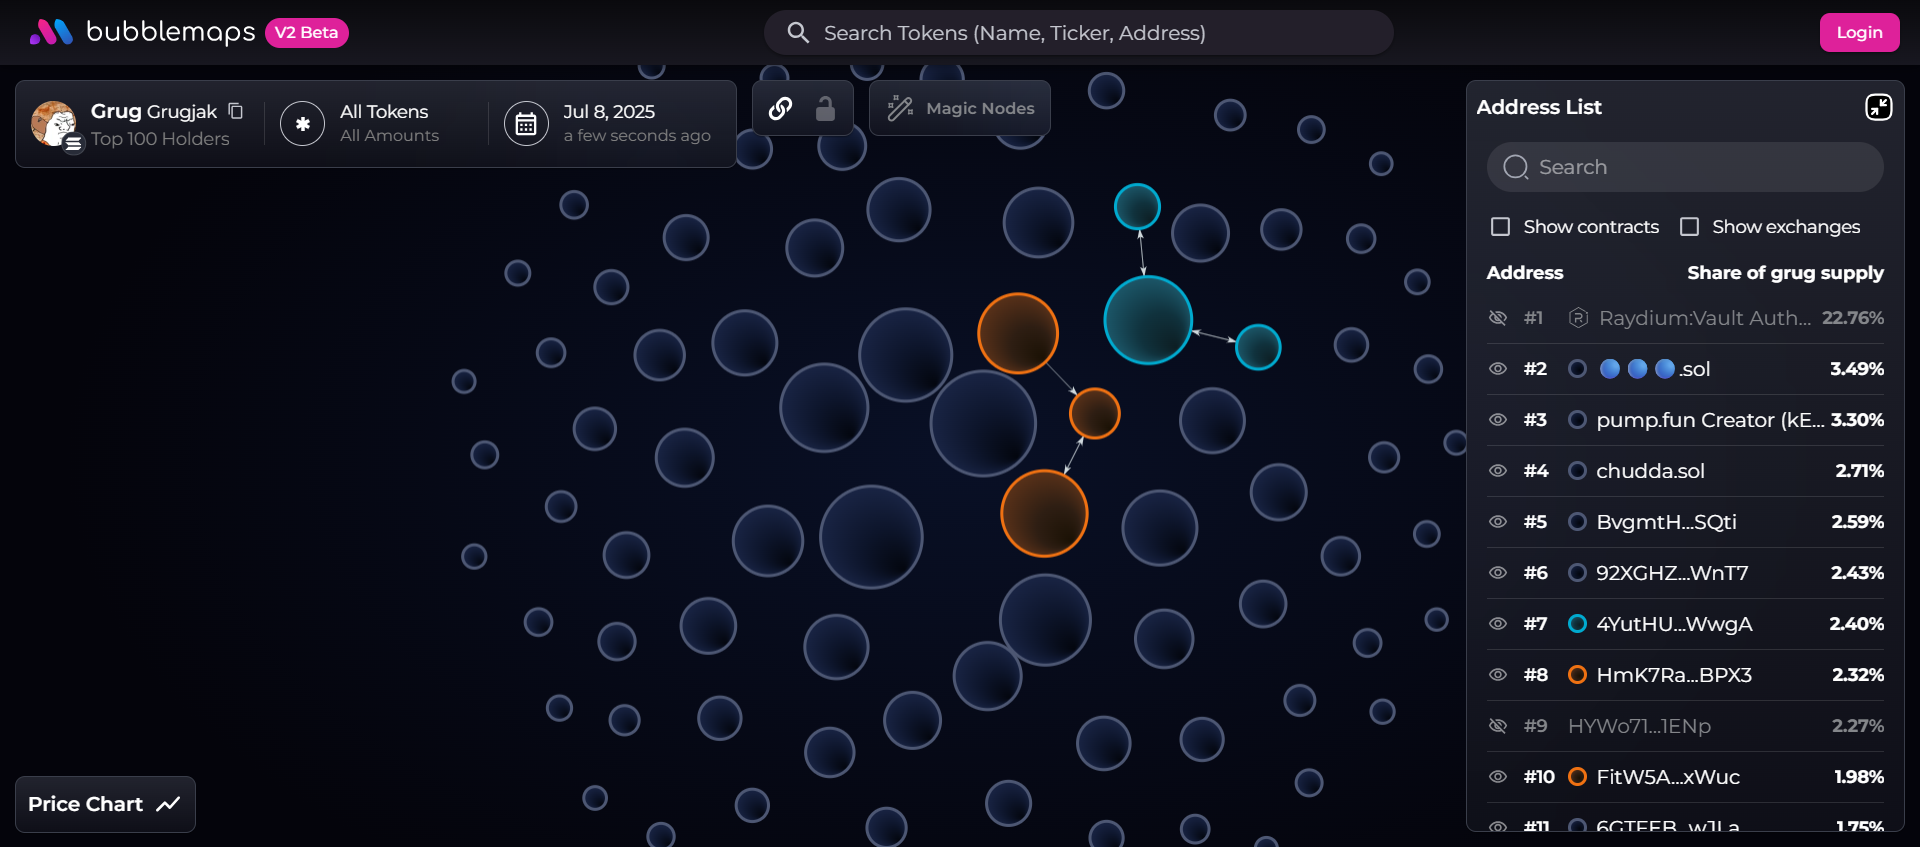 bubblemaps V2 Beta
Search Tokens (Name, Ticker, Address)
Login
Grug Grugjak
Top 100 Holders
All Tokens
All Amounts
Jul 8, 2025
a few seconds ago
Magic Nodes
Address List
Search
Show contracts Show exchanges
Address Share of grug supply
#1 Raydium:Vault Auth... 22.76%
#2 .sol 3.49%
#3 pump.fun Creator (kE... 3.30%
#4 chudda.sol 2.71%
#5 BvgmtH...SQti 2.59%
#6 92XGHZ...WnT7 2.43%
#7 4YutHU...WwgA 2.40%
#8 HmK7Ra...BPX3 2.32%
#9 HYWo71...1ENp 2.27%
#10 FitW5A...xWuc 1.98%
#11 1.75%
Price Chart